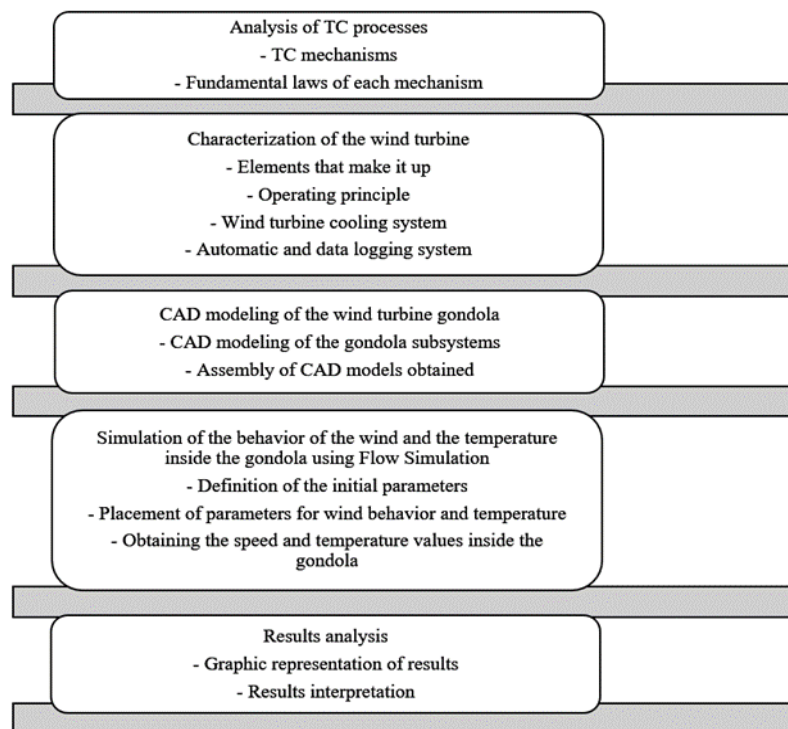 Analysis of TC processes
- TC mechanisms
- Fundamental laws of each mechanism
Characterization of the wind turbine
- Elements that make it up
- Operating principle
- Wind turbine cooling system
- Automatic and data logging system
CAD modeling of the wind turbine gondola
- CAD modeling of the gondola subsystems
- Assembly of CAD models obtained
Simulation of the behavior of the wind and the temperature
inside the gondola using Flow Simulation
- Definition of the initial parameters
- Placement of parameters for wind behavior and temperature
- Obtaining the speed and temperature values inside the
gondola
Results analysis
- Graphic representation of results
- Results interpretation